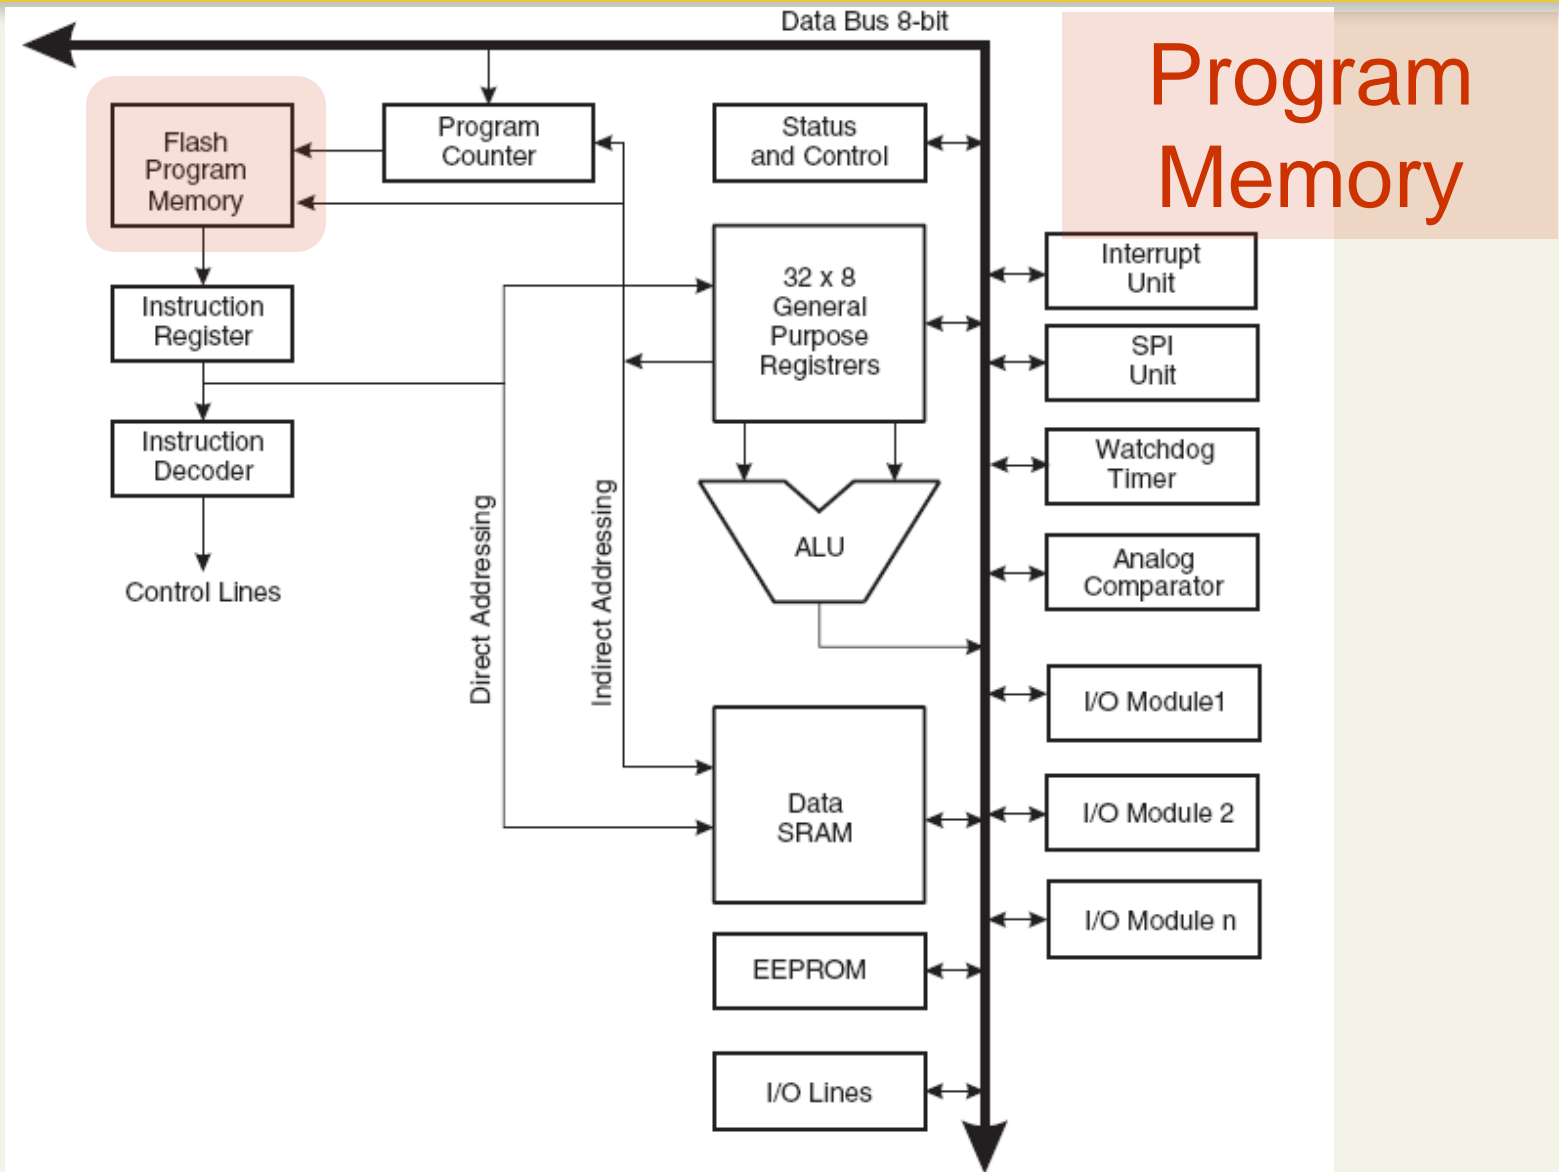 Data Bus 8-bit
Program
Memory
Flash
Program
Memory
Program
Counter
Status
and Control
Interrupt
Unit
32 x 8
General
Purpose
Registrers
Instruction
Register
SPI
Unit
Instruction
Decoder
Watchdog
Timer
Control Lines
Direct Addressing
Indirect Addressing
ALU
Analog
Comparator
I/O Module1
Data
SRAM
I/O Module 2
I/O Module n
EEPROM
I/O Lines